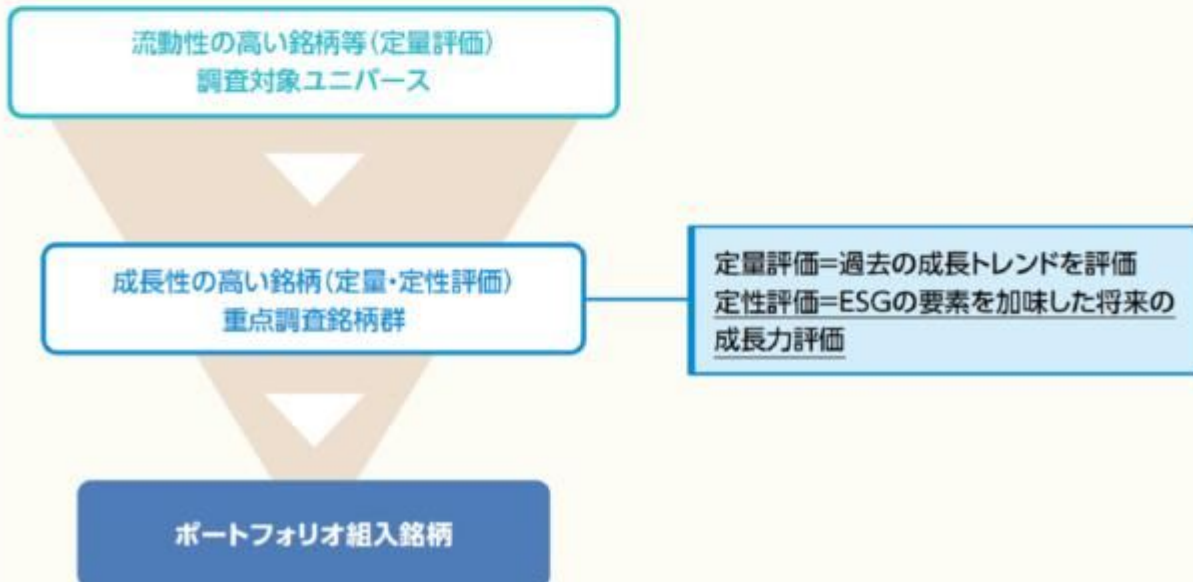 流動性の高い銘柄等(定量評価)
調査対象ユニバース
成長性の高い銘柄(定量・定性評価)
重点調査銘柄群
定量評価=過去の成長トレンドを評価
定性評価=ESGの要素を加味した将来の
成長力評価
ポートフォリオ組入銘柄